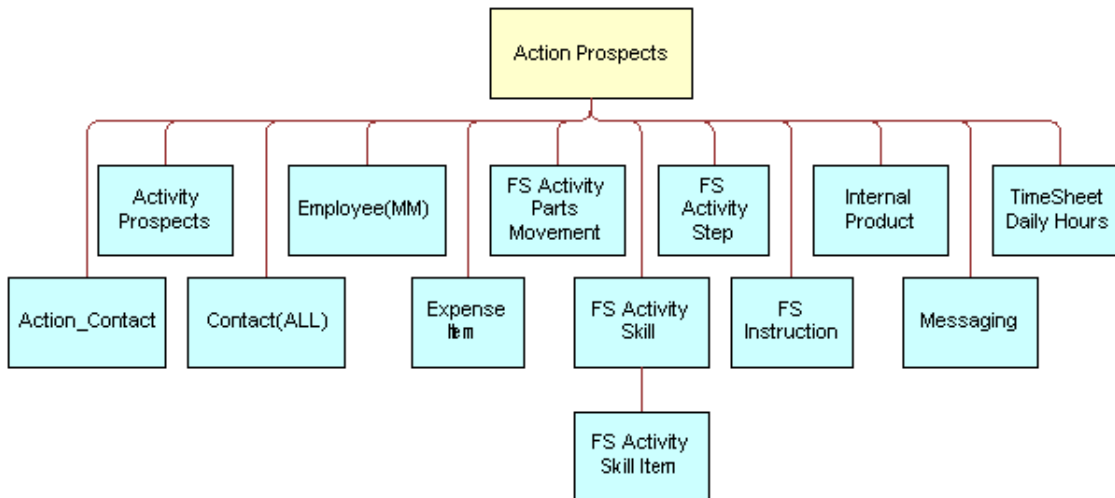 Action Prospects
Activity
Prospects
Employee(MM)
FS Activity
Parts
Movement
FS
Activity
Step
Internal
Product
TimeSheet
Daily Hours
Action_Contact
Contact(ALL)
Expense
Item
FS Activity
Skill
FS
Instruction
Messaging
FS Activity
Skill Item